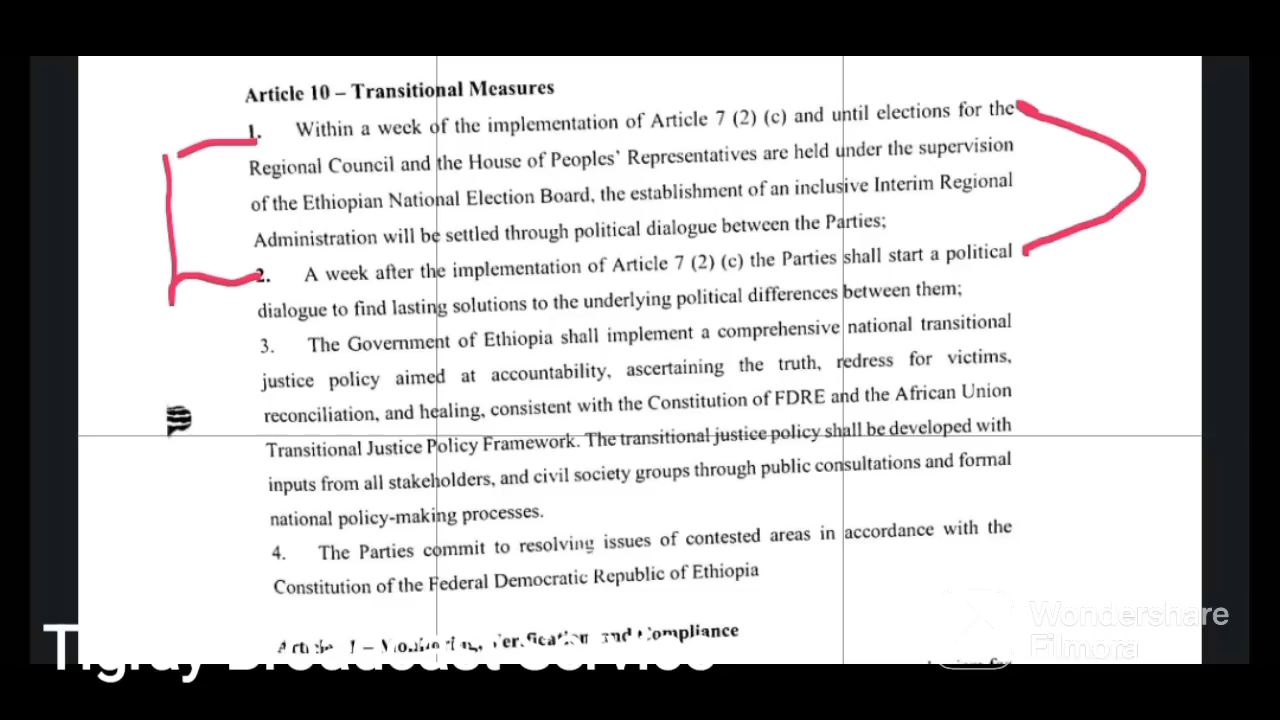 Article 10 – Transitional Measures
1. Within a week of the implementation of Article 7 (2) (c) and until elections for the
Regional Council and the House of Peoples' Representatives are held under the supervision
of the Ethiopian National Election Board, the establishment of an inclusive Interim Regional
Administration will be settled through political dialogue between the Parties;
2. A week after the implementation of Article 7 (2) (c) the Parties shall start a political
dialogue to find lasting solutions to the underlying political differences between them;
3. The Government of Ethiopia shall implement a comprehensive national transitional
justice policy aimed at accountability, ascertaining the truth, redress for victims,
reconciliation, and healing, consistent with the Constitution of FDRE and the African Union
Transitional Justice Policy Framework. The transitional justice policy shall be developed with
inputs from all stakeholders, and civil society groups through public consultations and formal
national policy-making processes.
4. The Parties commit to resolving issues of contested areas in accordance with the
Constitution of the Federal Democratic Republic of Ethiopia
and Compliance
Tigray Broadcast Service
Wondershare
Filmora